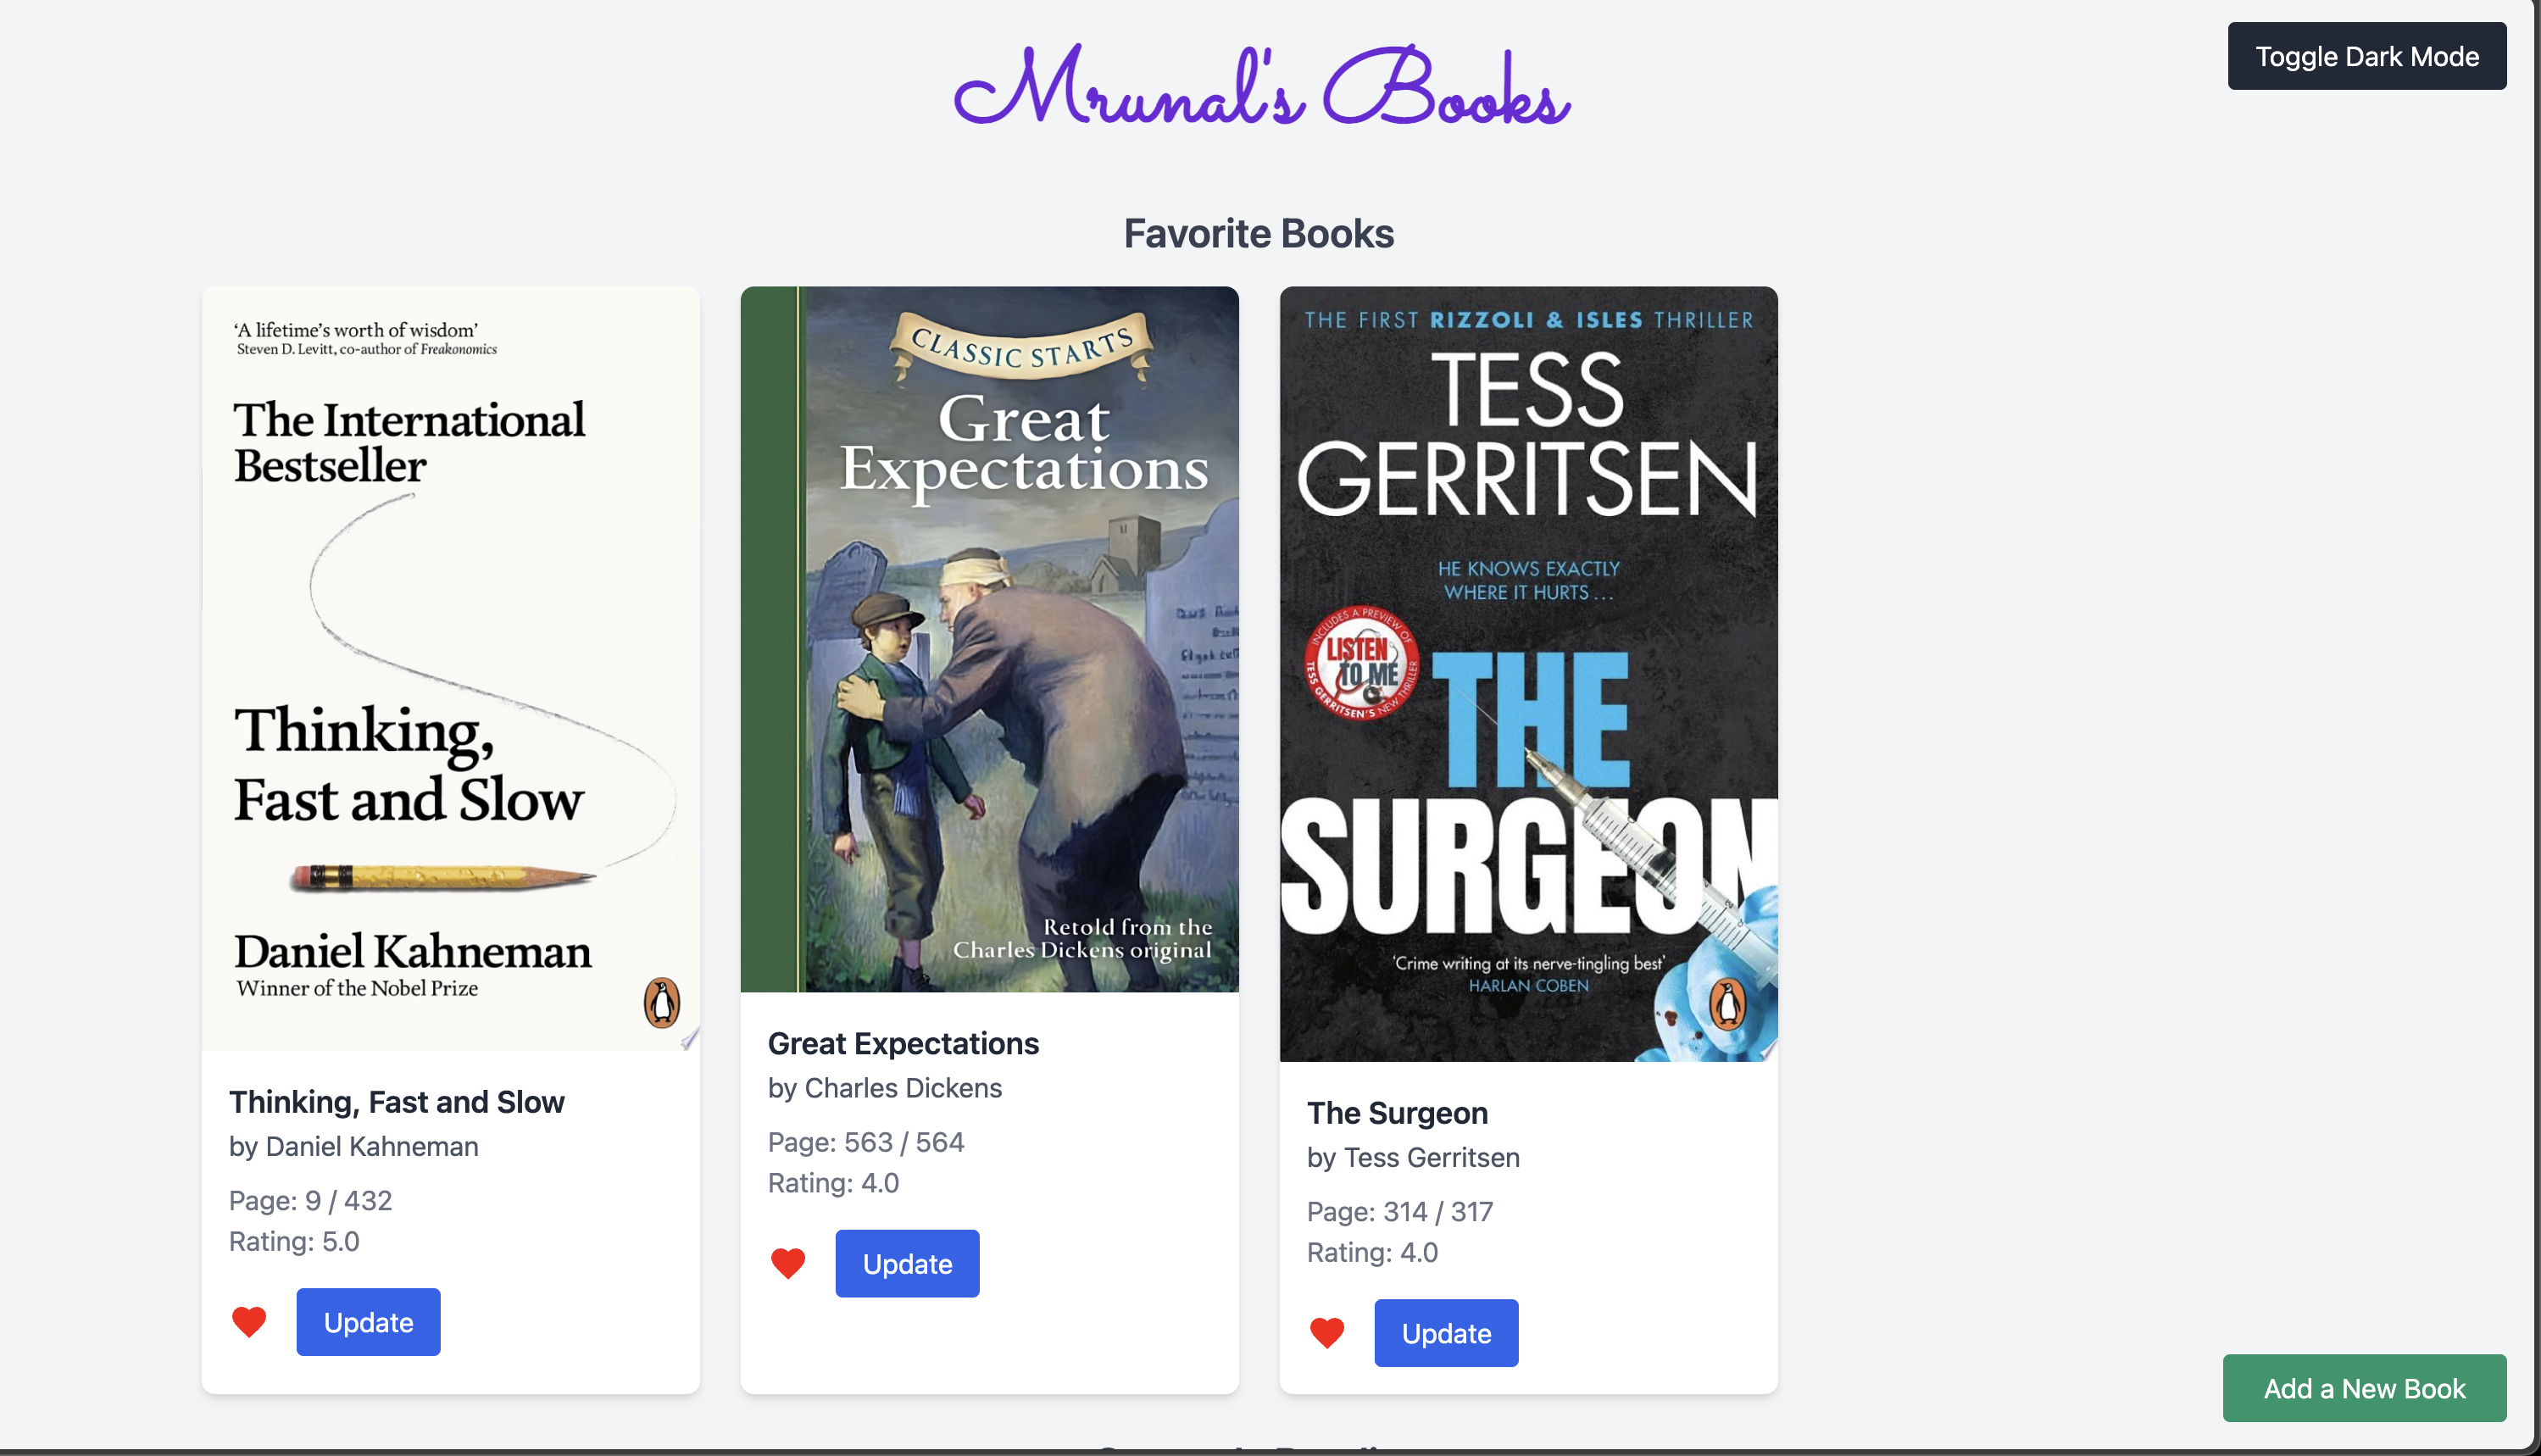 Toggle Dark Mode
Mrunal's Books
Favorite Books
‘A lifetime’s worth of wisdom’
Steven D. Levitt, co-author of Freakonomics
The International
Bestseller
Thinking,
Fast and Slow
Daniel Kahneman
Winner of the Nobel Prize
Thinking, Fast and Slow
by Daniel Kahneman
Page: 9 / 432
Rating: 5.0
Update
CLASSIC STARTS
Great
Expectations
Retold from the
Charles Dickens original
Great Expectations
by Charles Dickens
Page: 563 / 564
Rating: 4.0
Update
THE FIRST RIZZOLI & ISLES THRILLER
TESS
GERRITSEN
HE KNOWS EXACTLY
WHERE IT HURTS ...
INCLUDES A PREVIEW OF
LISTEN
TO ME
TESS GERRITSEN'S NEW THRILLER
THE
SURGEON
‘Crime writing at its nerve-tingling best’
HARLAN COBEN
The Surgeon
by Tess Gerritsen
Page: 314 / 317
Rating: 4.0
Update
Add a New Book